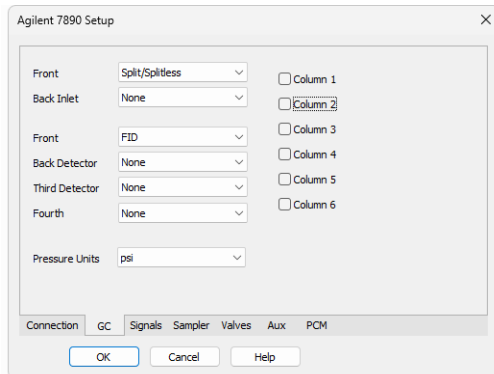 Agilent 7890 Setup
Front Split/Splitless
Back Inlet None
Front FID
Back Detector None
Third Detector None
Fourth None
Pressure Units psi
Column 1
Column 2
Column 3
Column 4
Column 5
Column 6
Connection GC Signals Sampler Valves Aux PCM
OK Cancel Help